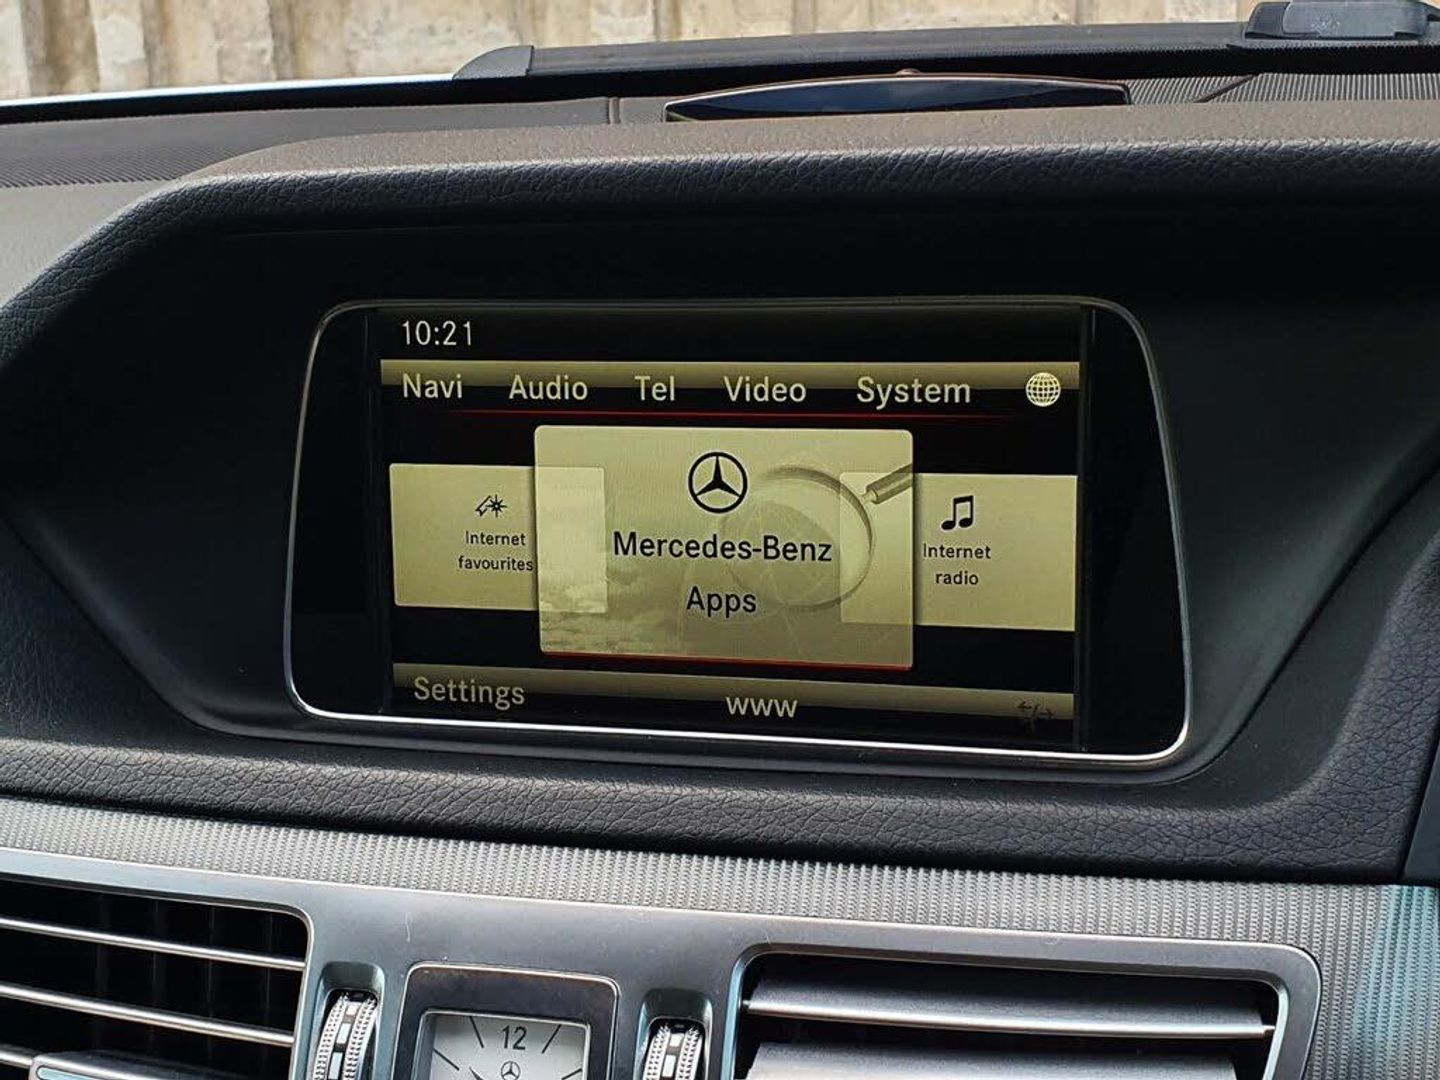 10:21
Navi Audio Tel Video System
Internet
favourites
Mercedes-Benz
Apps
Internet
radio
Settings www
12